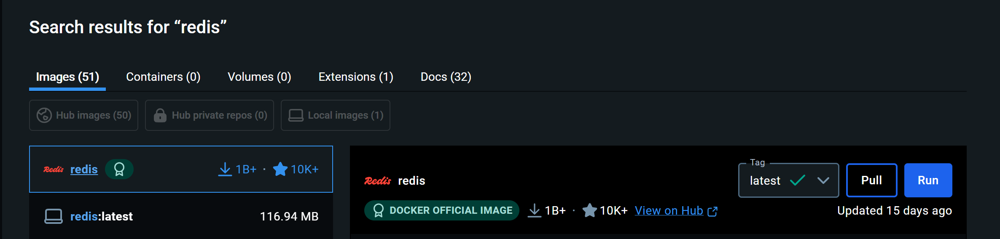 Search results for “redis”
Images (51) Containers (0) Volumes (0) Extensions (1) Docs (32)
Hub images (50) Hub private repos (0) Local images (1)
Redis redis 1B+ · 10K+
redis:latest 116.94 MB
Redis redis
Tag
latest Pull Run
DOCKER OFFICIAL IMAGE 1B+ · 10K+ View on Hub Updated 15 days ago